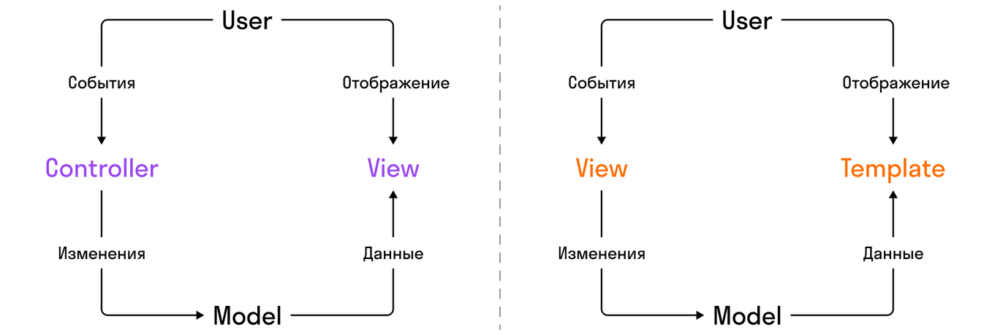 User
События
Отображение
Controller
View
Изменения
Данные
Model
User
События
Отображение
View
Template
Изменения
Данные
Model